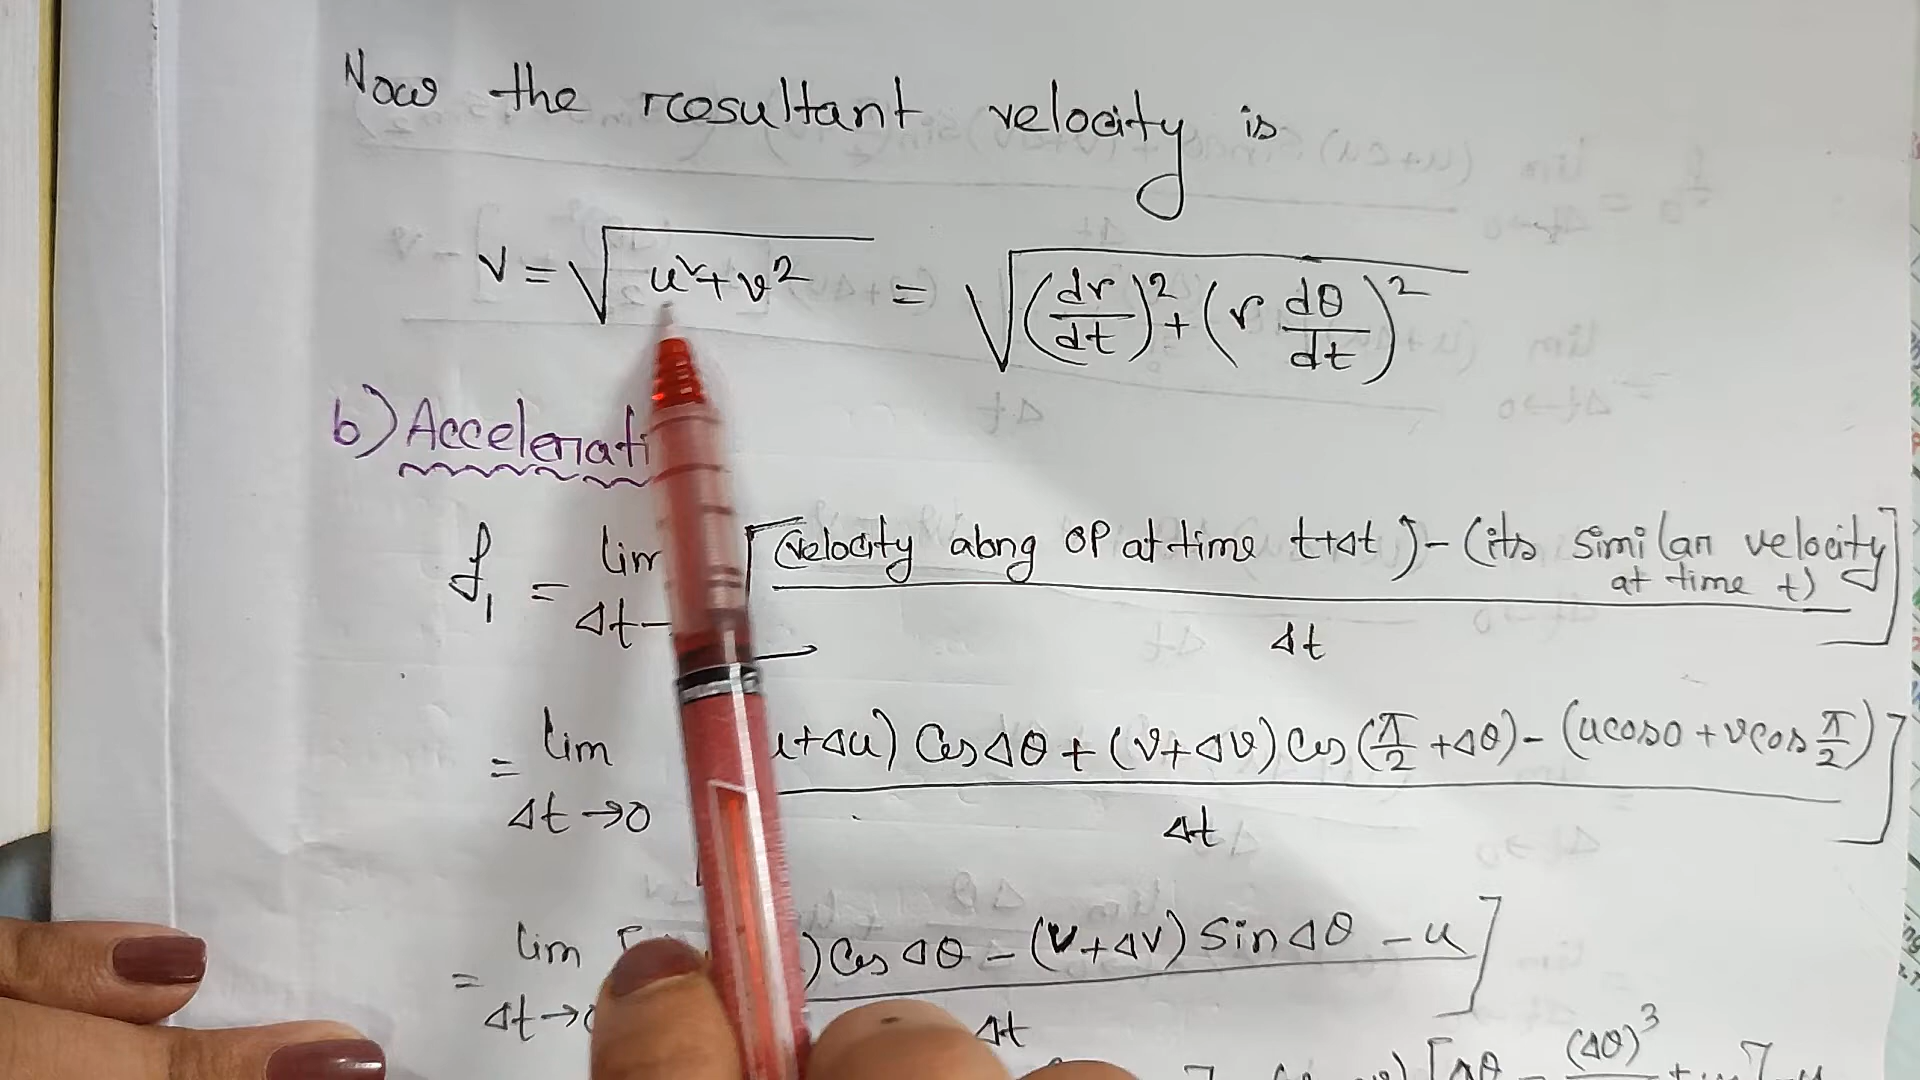 Now the resultant velocity is
V = √(u² + v²) = √((dr/dt)² + (r dθ/dt)²)
b) Accelerati
f₁ = lim Δt→ [(velocity along OP at time t+Δt) - (its similar velocity at time t)] / Δt
= lim Δt→0 u+Δu) Cos Δθ + (v+Δv) Cos (π/2 + Δθ) - (u cos 0 + v cos π/2)] / Δt
= lim Δt→0 [ ) Cos Δθ - (v+Δv) Sin Δθ - u] / Δt
[Δθ - (Δθ)³